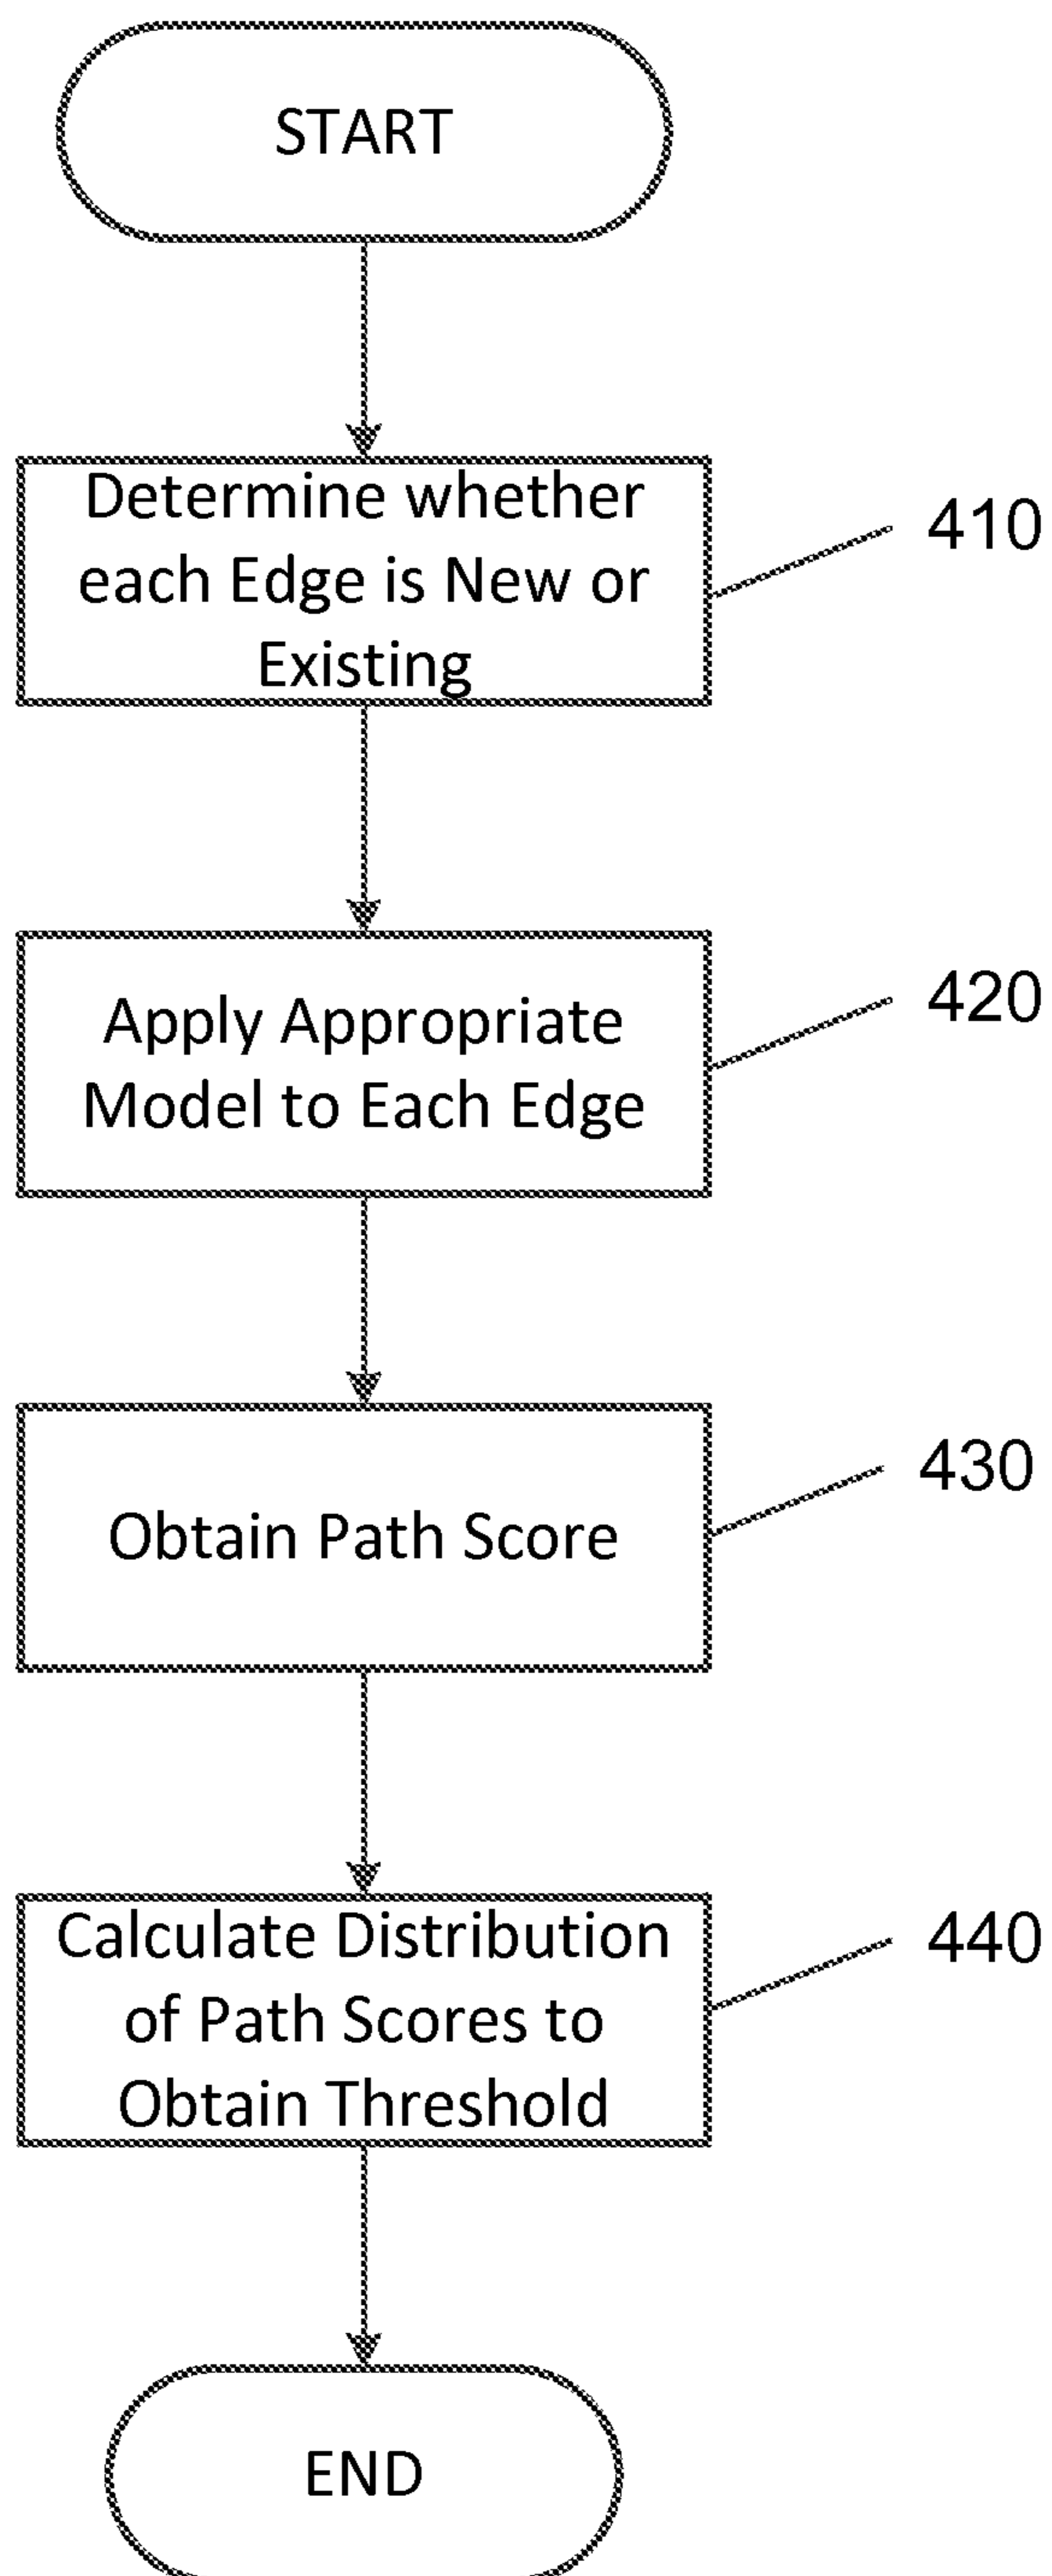 START
Determine whether
each Edge is New or
Existing
410
Apply Appropriate
Model to Each Edge
420
Obtain Path Score
430
Calculate Distribution
of Path Scores to
Obtain Threshold
440
END